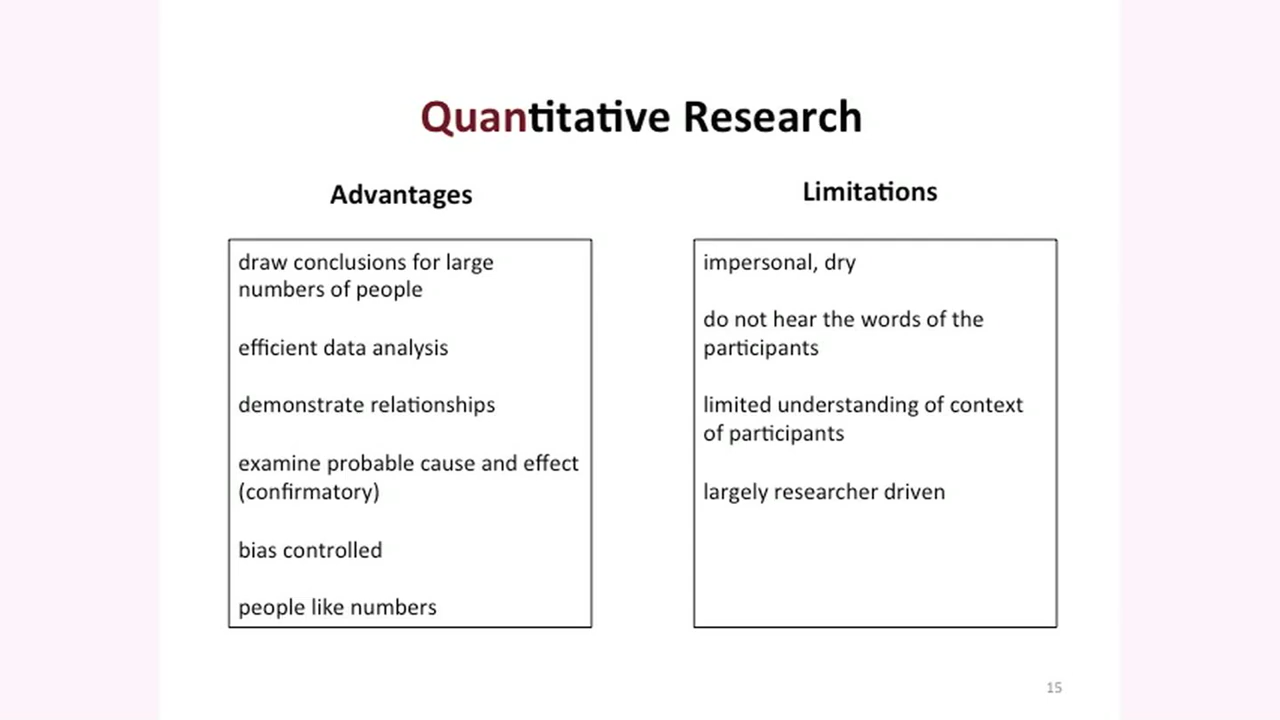 Quantitative Research
Advantages
draw conclusions for large
numbers of people
efficient data analysis
demonstrate relationships
examine probable cause and effect
(confirmatory)
bias controlled
people like numbers
Limitations
impersonal, dry
do not hear the words of the
participants
limited understanding of context
of participants
largely researcher driven
15